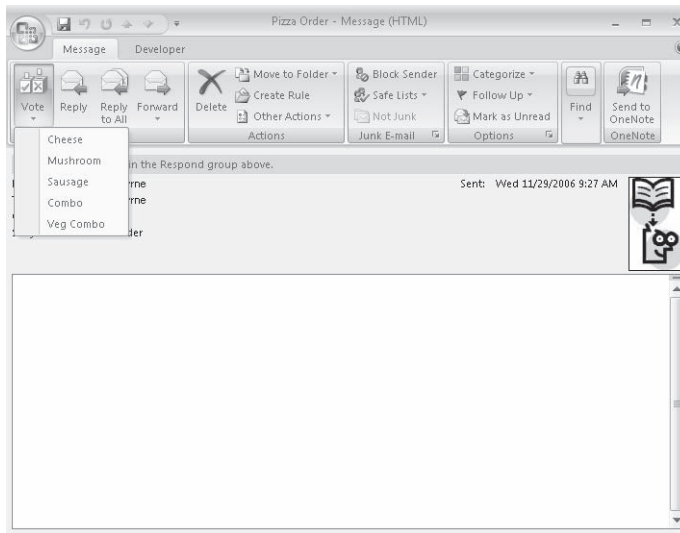 Pizza Order - Message (HTML)
Message Developer
Vote
Reply
Reply to All
Forward
Delete
Move to Folder
Create Rule
Other Actions
Actions
Block Sender
Safe Lists
Not Junk
Junk E-mail
Categorize
Follow Up
Mark as Unread
Options
Find
Send to OneNote
OneNote
Cheese
Mushroom
Sausage
Combo
Veg Combo
in the Respond group above.
Sent: Wed 11/29/2006 9:27 AM